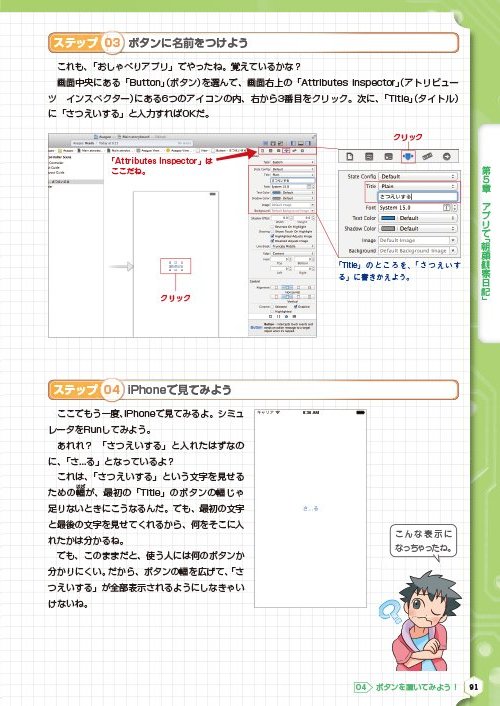 ステップ 03 ボタンに名前をつけよう
これも、「おしゃべりアプリ」でやったね。覚えているかな？
画面中央にある「Button」（ボタン）を選んで、画面右上の「Attributes Inspector」（アトリビュー
ツ　インスペクター）にある6つのアイコンの内、右から3番目をクリック。次に、「Title」（タイトル）
に「さつえいする」と入力すればOKだ。
クリック
「Attributes Inspector」は
ここだね。
クリック
State Config Default
Title Plain
さつえいする
Font System 15.0
Text Color Default
Shadow Color Default
Image Default Image
Background Default Background Image
「Title」のところを、「さつえいす
る」に書きかえよう。
第5章　アプリで「朝顔観察日記」
ステップ 04 iPhoneで見てみよう
ここでもう一度、iPhoneで見てみるよ。シミュ
レータをRunしてみよう。
あれれ？　「さつえいする」と入れたはずなの
に、「さ...る」となっているよ？
これは、「さつえいする」という文字を見せる
ための幅が、最初の「Title」のボタンの幅じゃ
足りないときにこうなるんだ。でも、最初の文字
と最後の文字を見せてくれるから、何をそこに入
れたかは分かるね。
でも、このままだと、使う人には何のボタンか
分かりにくい。だから、ボタンの幅を広げて、「さ
つえいする」が全部表示されるようにしなきゃい
けないね。
キャリア
さ...る
こんな表示に
なっちゃったね。
04 ボタンを置いてみよう！ 91